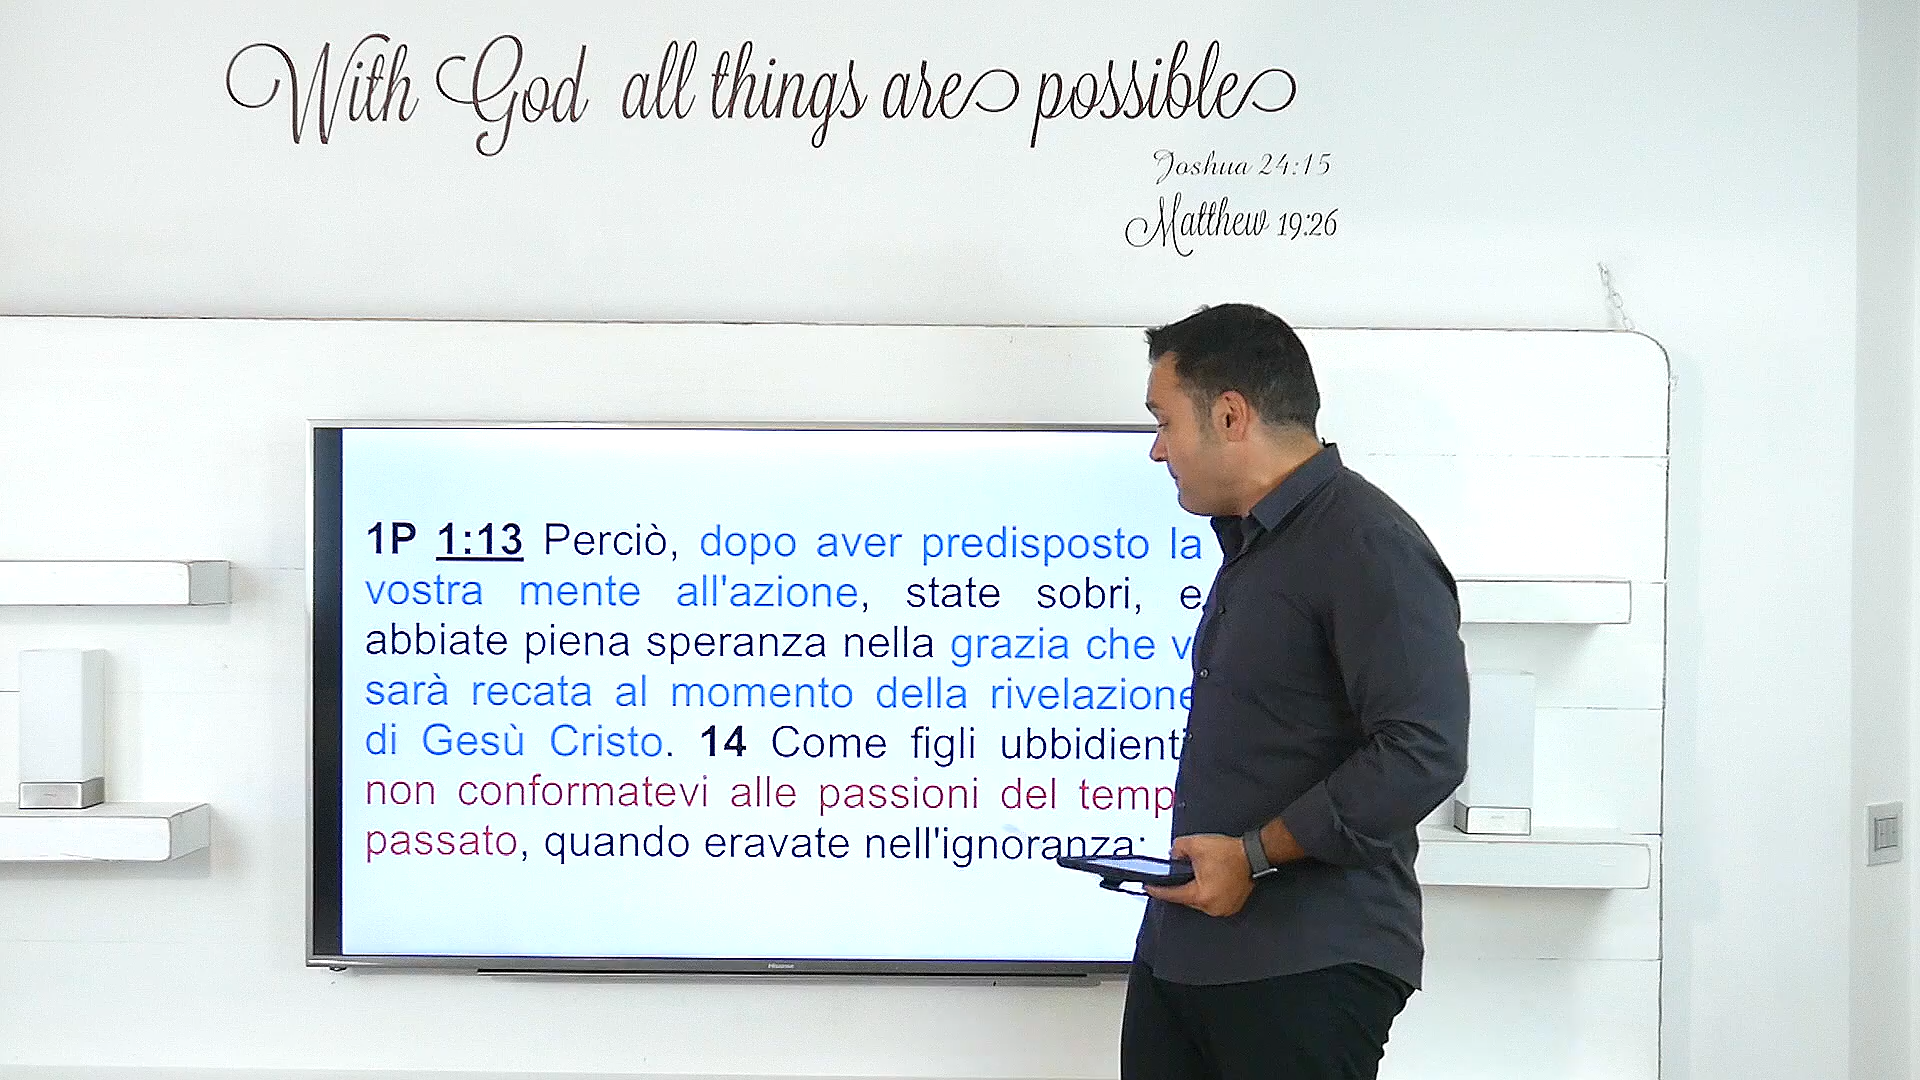 With God all things are possible
Joshua 24:15
Matthew 19:26
1P 1:13 Perciò, dopo aver predisposto la
vostra mente all'azione, state sobri, e
abbiate piena speranza nella grazia che v
sarà recata al momento della rivelazione
di Gesù Cristo. 14 Come figli ubbidienti
non conformatevi alle passioni del temp
passato, quando eravate nell'ignoranza;
Hisense